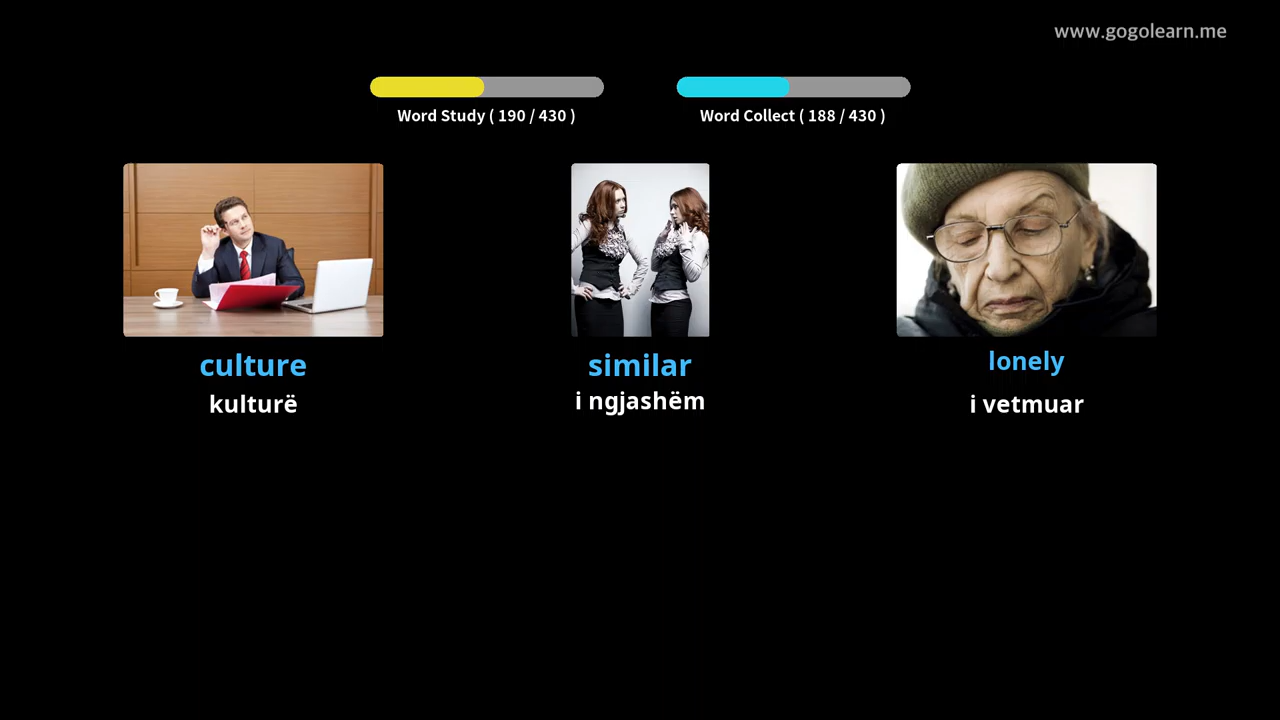 www.gogolearn.me
Word Study ( 190 / 430 )
Word Collect ( 188 / 430 )
culture
kulturë
similar
i ngjashëm
lonely
i vetmuar